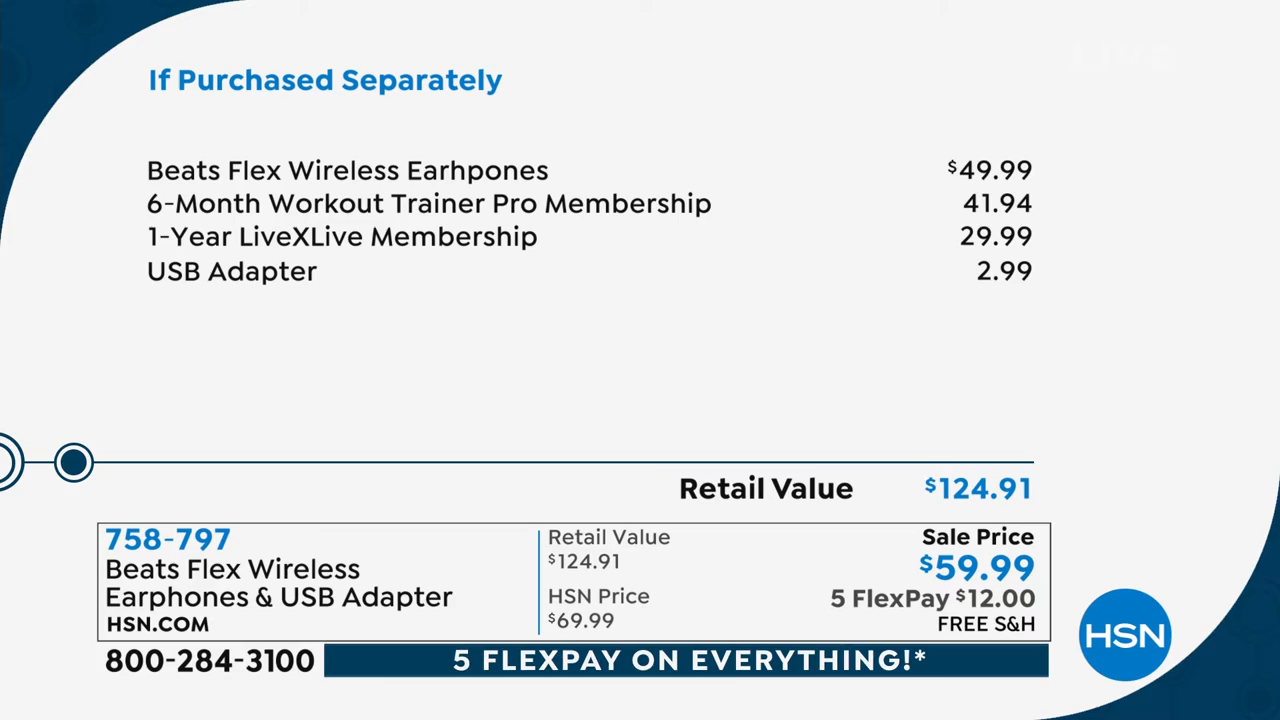 If Purchased Separately
Beats Flex Wireless Earhpones $49.99
6-Month Workout Trainer Pro Membership 41.94
1-Year LiveXLive Membership 29.99
USB Adapter 2.99
Retail Value $124.91
758-797
Beats Flex Wireless
Earphones & USB Adapter
HSN.COM
Retail Value
$124.91
HSN Price
$69.99
Sale Price
$59.99
5 FlexPay $12.00
FREE S&H
HSN
800-284-3100
5 FLEXPAY ON EVERYTHING!*